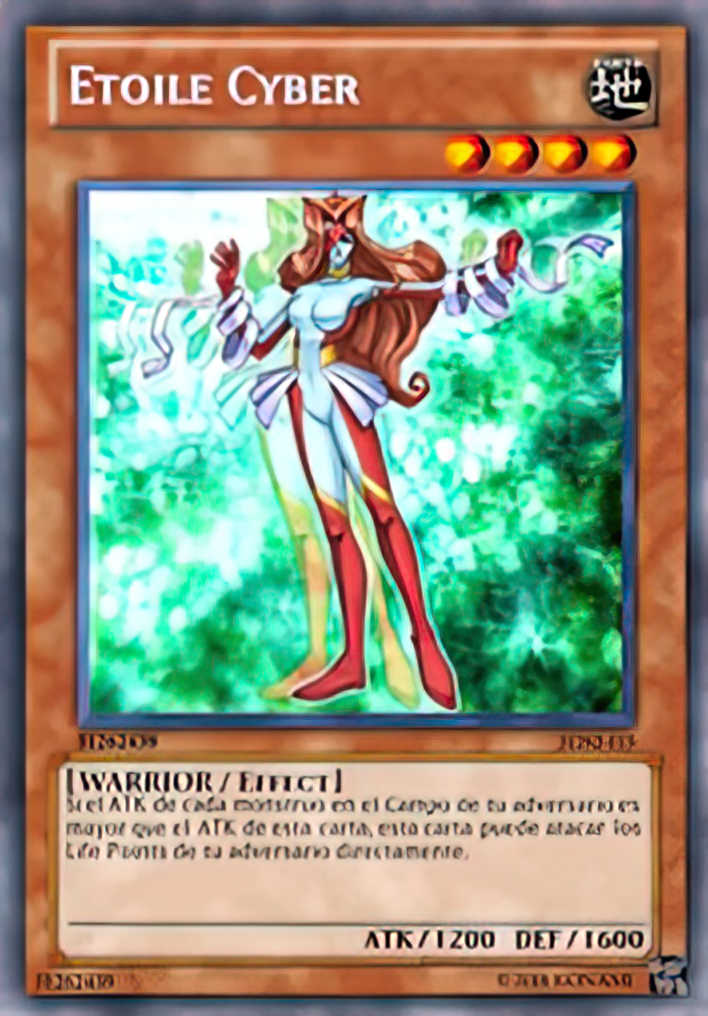 ETOILE CYBER
地
[WARRIOR / EFFECT]
Si el ATK de cada monstruo en el Campo de tu adversario es
mayor que el ATK de esta carta, esta carta puede atacar los
Life Points de tu adversario directamente.
ATK/1200 DEF/1600
KONAMI